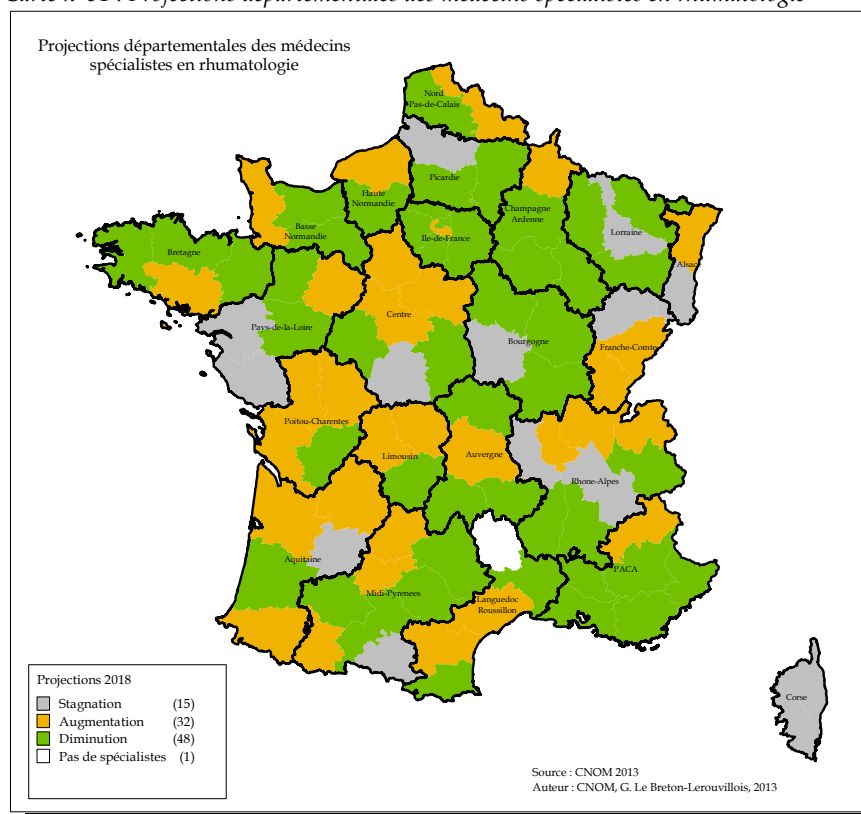 Projections départementales des médecins
spécialistes en rhumatologie
Nord
Pas-de-Calais
Picardie
Haute
Normandie
Basse
Normandie
Ile-de-France
Champagne
Ardenne
Lorraine
Alsace
Bretagne
Pays-de-la-Loire
Centre
Bourgogne
Franche-Comte
Poitou-Charentes
Limousin
Auvergne
Rhone-Alpes
Aquitaine
Midi-Pyrenees
Languedoc
Roussillon
PACA
Corse
Projections 2018
Stagnation (15)
Augmentation (32)
Diminution (48)
Pas de spécialistes (1)
Source : CNOM 2013
Auteur : CNOM, G. Le Breton-Lerouvillois, 2013